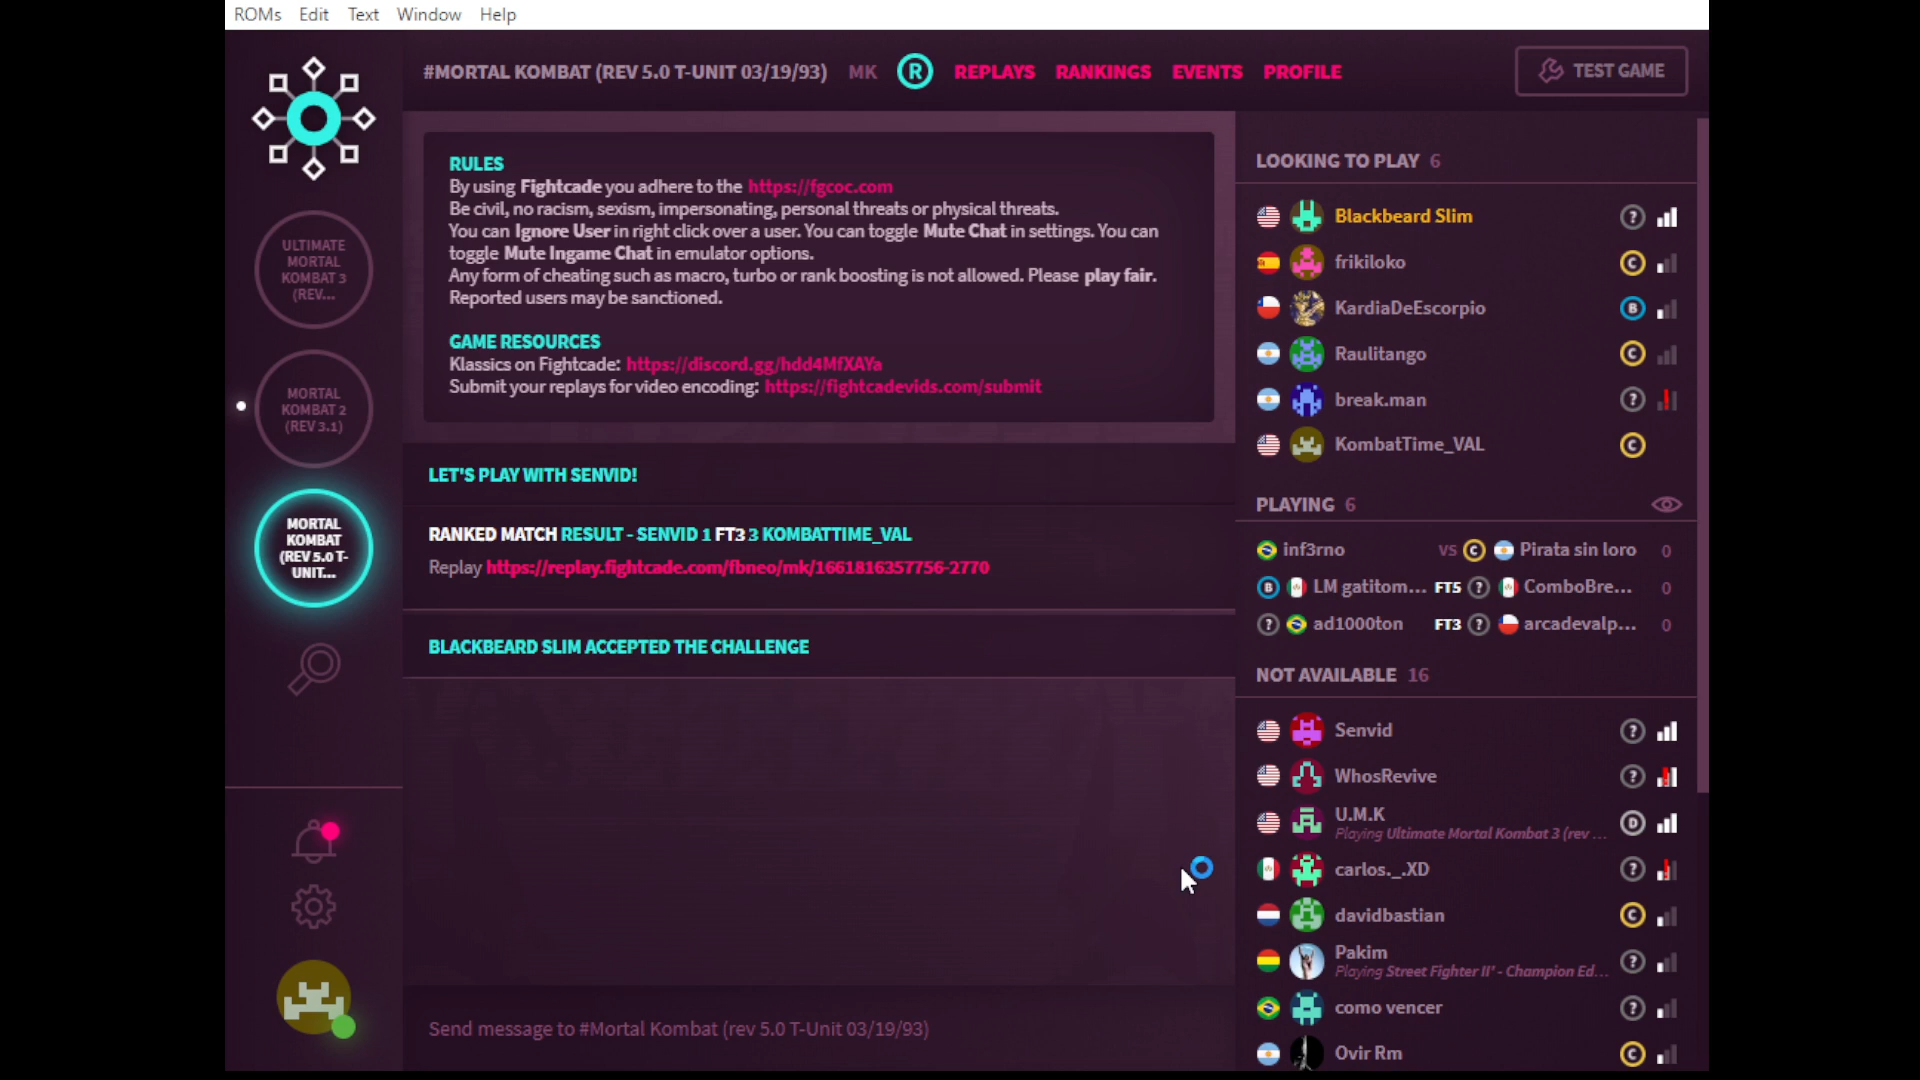 ROMs Edit Text Window Help
#MORTAL KOMBAT (REV 5.0 T-UNIT 03/19/93) MK R REPLAYS RANKINGS EVENTS PROFILE
TEST GAME
ULTIMATE
MORTAL
KOMBAT 3
(REV...
MORTAL
KOMBAT 2
(REV 3.1)
MORTAL
KOMBAT
(REV 5.0 T-
UNIT...
RULES
By using Fightcade you adhere to the https://fgcoc.com
Be civil, no racism, sexism, impersonating, personal threats or physical threats.
You can Ignore User in right click over a user. You can toggle Mute Chat in settings. You can
toggle Mute Ingame Chat in emulator options.
Any form of cheating such as macro, turbo or rank boosting is not allowed. Please play fair.
Reported users may be sanctioned.
GAME RESOURCES
Klassics on Fightcade: https://discord.gg/hdd4MfXAYa
Submit your replays for video encoding: https://fightcadevids.com/submit
LET'S PLAY WITH SENVID!
RANKED MATCH RESULT - SENVID 1 FT3 3 KOMBATTIME_VAL
Replay https://replay.fightcade.com/fbneo/mk/1661816357756-2770
BLACKBEARD SLIM ACCEPTED THE CHALLENGE
Send message to #Mortal Kombat (rev 5.0 T-Unit 03/19/93)
LOOKING TO PLAY 6
Blackbeard Slim ?
frikiloko C
KardiaDeEscorpio B
Raulitango C
break.man ?
KombatTime_VAL C
PLAYING 6
inf3rno VS C Pirata sin loro 0
B LM gatitom... FT5 ? ComboBre... 0
? ad1000ton FT3 ? arcadevalp... 0
NOT AVAILABLE 16
Senvid ?
WhosRevive ?
U.M.K D
Playing Ultimate Mortal Kombat 3 (rev ...
carlos._.XD ?
davidbastian C
Pakim ?
Playing Street Fighter II' - Champion Ed...
como vencer ?
Ovir Rm C